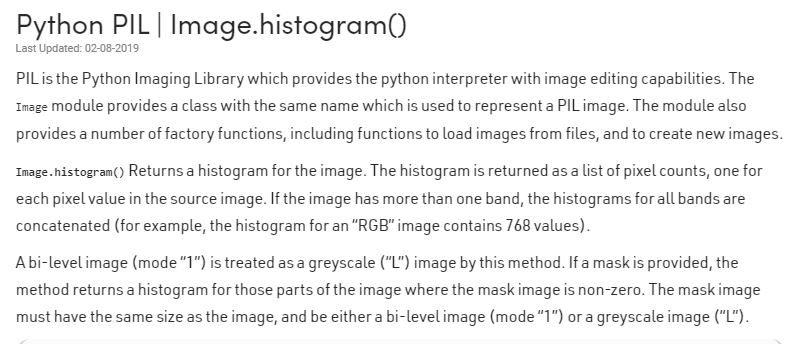 Python PIL | Image.histogram()
Last Updated: 02-08-2019
PIL is the Python Imaging Library which provides the python interpreter with image editing capabilities. The
Image module provides a class with the same name which is used to represent a PIL image. The module also
provides a number of factory functions, including functions to load images from files, and to create new images.
Image.histogram() Returns a histogram for the image. The histogram is returned as a list of pixel counts, one for
each pixel value in the source image. If the image has more than one band, the histograms for all bands are
concatenated (for example, the histogram for an “RGB” image contains 768 values).
A bi-level image (mode “1”) is treated as a greyscale (“L”) image by this method. If a mask is provided, the
method returns a histogram for those parts of the image where the mask image is non-zero. The mask image
must have the same size as the image, and be either a bi-level image (mode “1”) or a greyscale image (“L”).